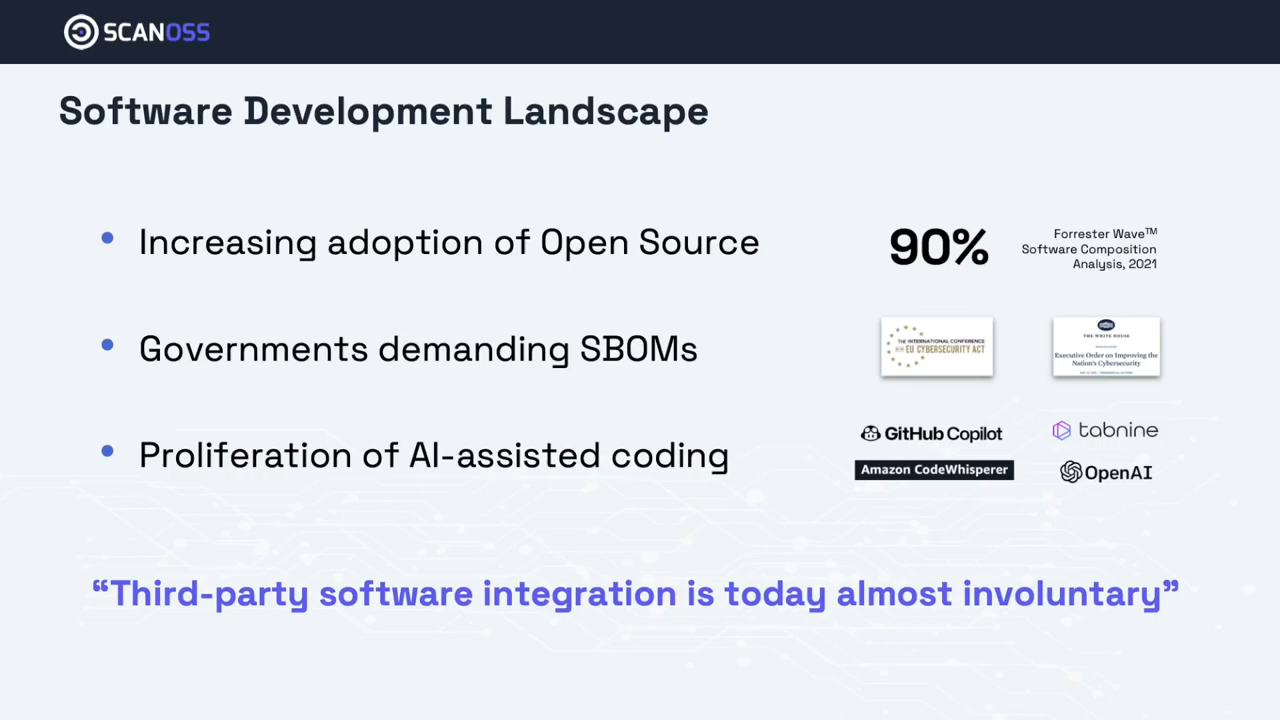 SCANOSS
Software Development Landscape
• Increasing adoption of Open Source
90%
Forrester Wave™
Software Composition
Analysis, 2021
• Governments demanding SBOMs
THE INTERNATIONAL CONFERENCE
EU CYBERSECURITY ACT
THE WHITE HOUSE
Executive Order on Improving the
Nation's Cybersecurity
• Proliferation of AI-assisted coding
GitHub Copilot
tabnine
Amazon CodeWhisperer
OpenAI
“Third-party software integration is today almost involuntary”